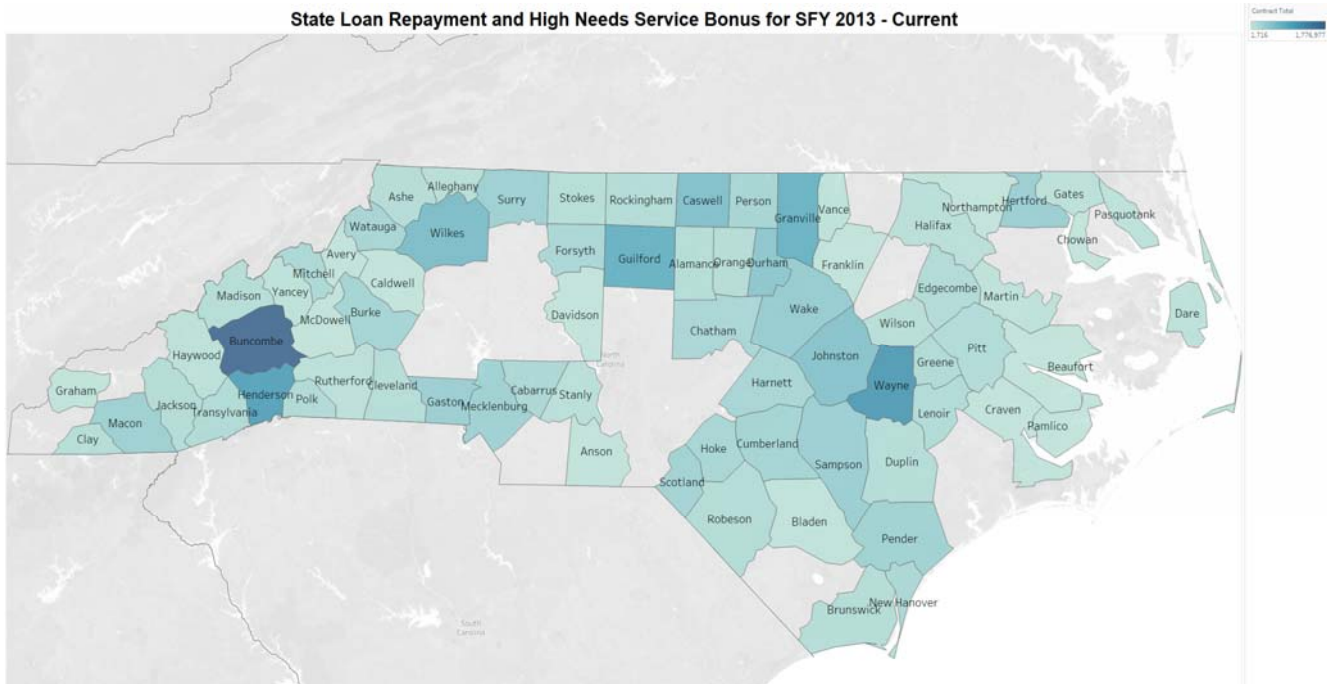 State Loan Repayment and High Needs Service Bonus for SFY 2013 - Current
Contract Total
1,716 1,776,977
Ashe
Alleghany
Surry
Stokes
Rockingham
Caswell
Person
Granville
Vance
Northampton
Hertford
Gates
Pasquotank
Halifax
Chowan
Watauga
Wilkes
Forsyth
Guilford
Alamance
Orange
Durham
Franklin
Avery
Mitchell
Caldwell
Yancey
Madison
Burke
McDowell
Davidson
Edgecombe
Martin
Wake
Chatham
Wilson
Dare
Buncombe
Haywood
North
Carolina
Johnston
Greene
Pitt
Beaufort
Graham
Henderson
Rutherford
Cleveland
Polk
Gaston
Mecklenburg
Cabarrus
Stanly
Harnett
Wayne
Jackson
Transylvania
Macon
Lenoir
Craven
Pamlico
Clay
Anson
Hoke
Cumberland
Sampson
Duplin
Scotland
Robeson
Bladen
Pender
Brunswick
New Hanover
South
Carolina